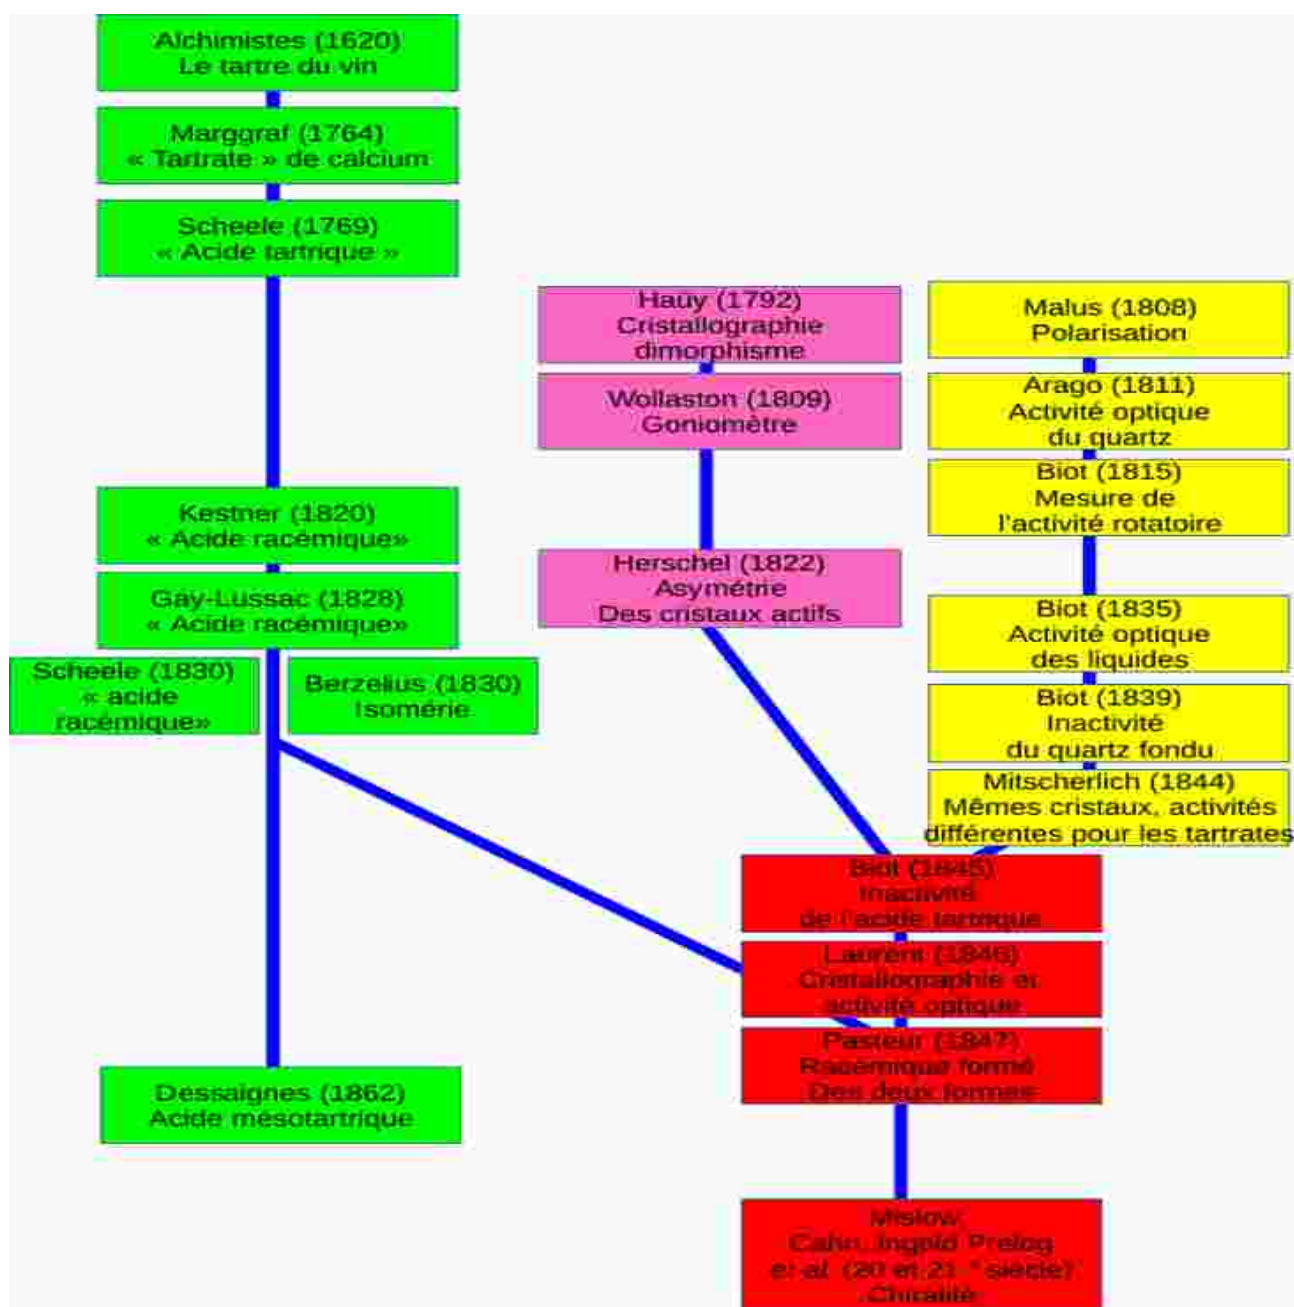 Alchimistes (1620)
Le tartre du vin
Marggraf (1764)
« Tartrate » de calcium
Scheele (1769)
« Acide tartrique »
Kestner (1820)
« Acide racémique»
Gay-Lussac (1828)
« Acide racémique»
Scheele (1830)
« acide
racémique»
Berzelius (1830)
Isomérie
Dessaignes (1862)
Acide mésotartrique
Haüy (1792)
Cristallographie
dimorphisme
Wollaston (1809)
Goniomètre
Herschel (1822)
Asymétrie
Des cristaux actifs
Malus (1808)
Polarisation
Arago (1811)
Activité optique
du quartz
Biot (1815)
Mesure de
l'activité rotatoire
Biot (1835)
Activité optique
des liquides
Biot (1839)
Inactivité
du quartz fondu
Mitscherlich (1844)
Mêmes cristaux, activités
différentes pour les tartrates
Biot (1845)
Inactivité
de l'acide tartrique
Laurent (1846)
Cristallographie et
activité optique
Pasteur (1847)
Racémique formé
Des deux formes
Mislow,
Cahn, Ingold Prelog
et al. (20 et 21 ° siècle)
Chiralité